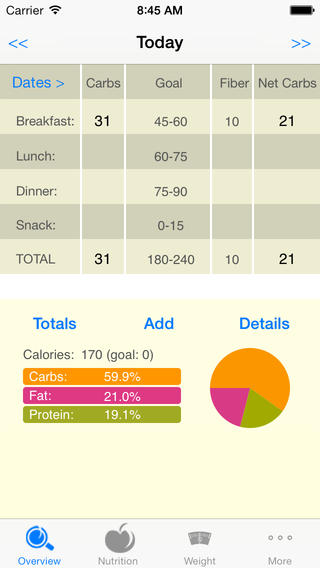 Carrier 8:45 AM
<< Today >>
Dates > Carbs Goal Fiber Net Carbs
Breakfast: 31 45-60 10 21
Lunch: 60-75
Dinner: 75-90
Snack: 0-15
TOTAL 31 180-240 10 21
Totals Add Details
Calories: 170 (goal: 0)
Carbs: 59.9%
Fat: 21.0%
Protein: 19.1%
Overview Nutrition Weight More